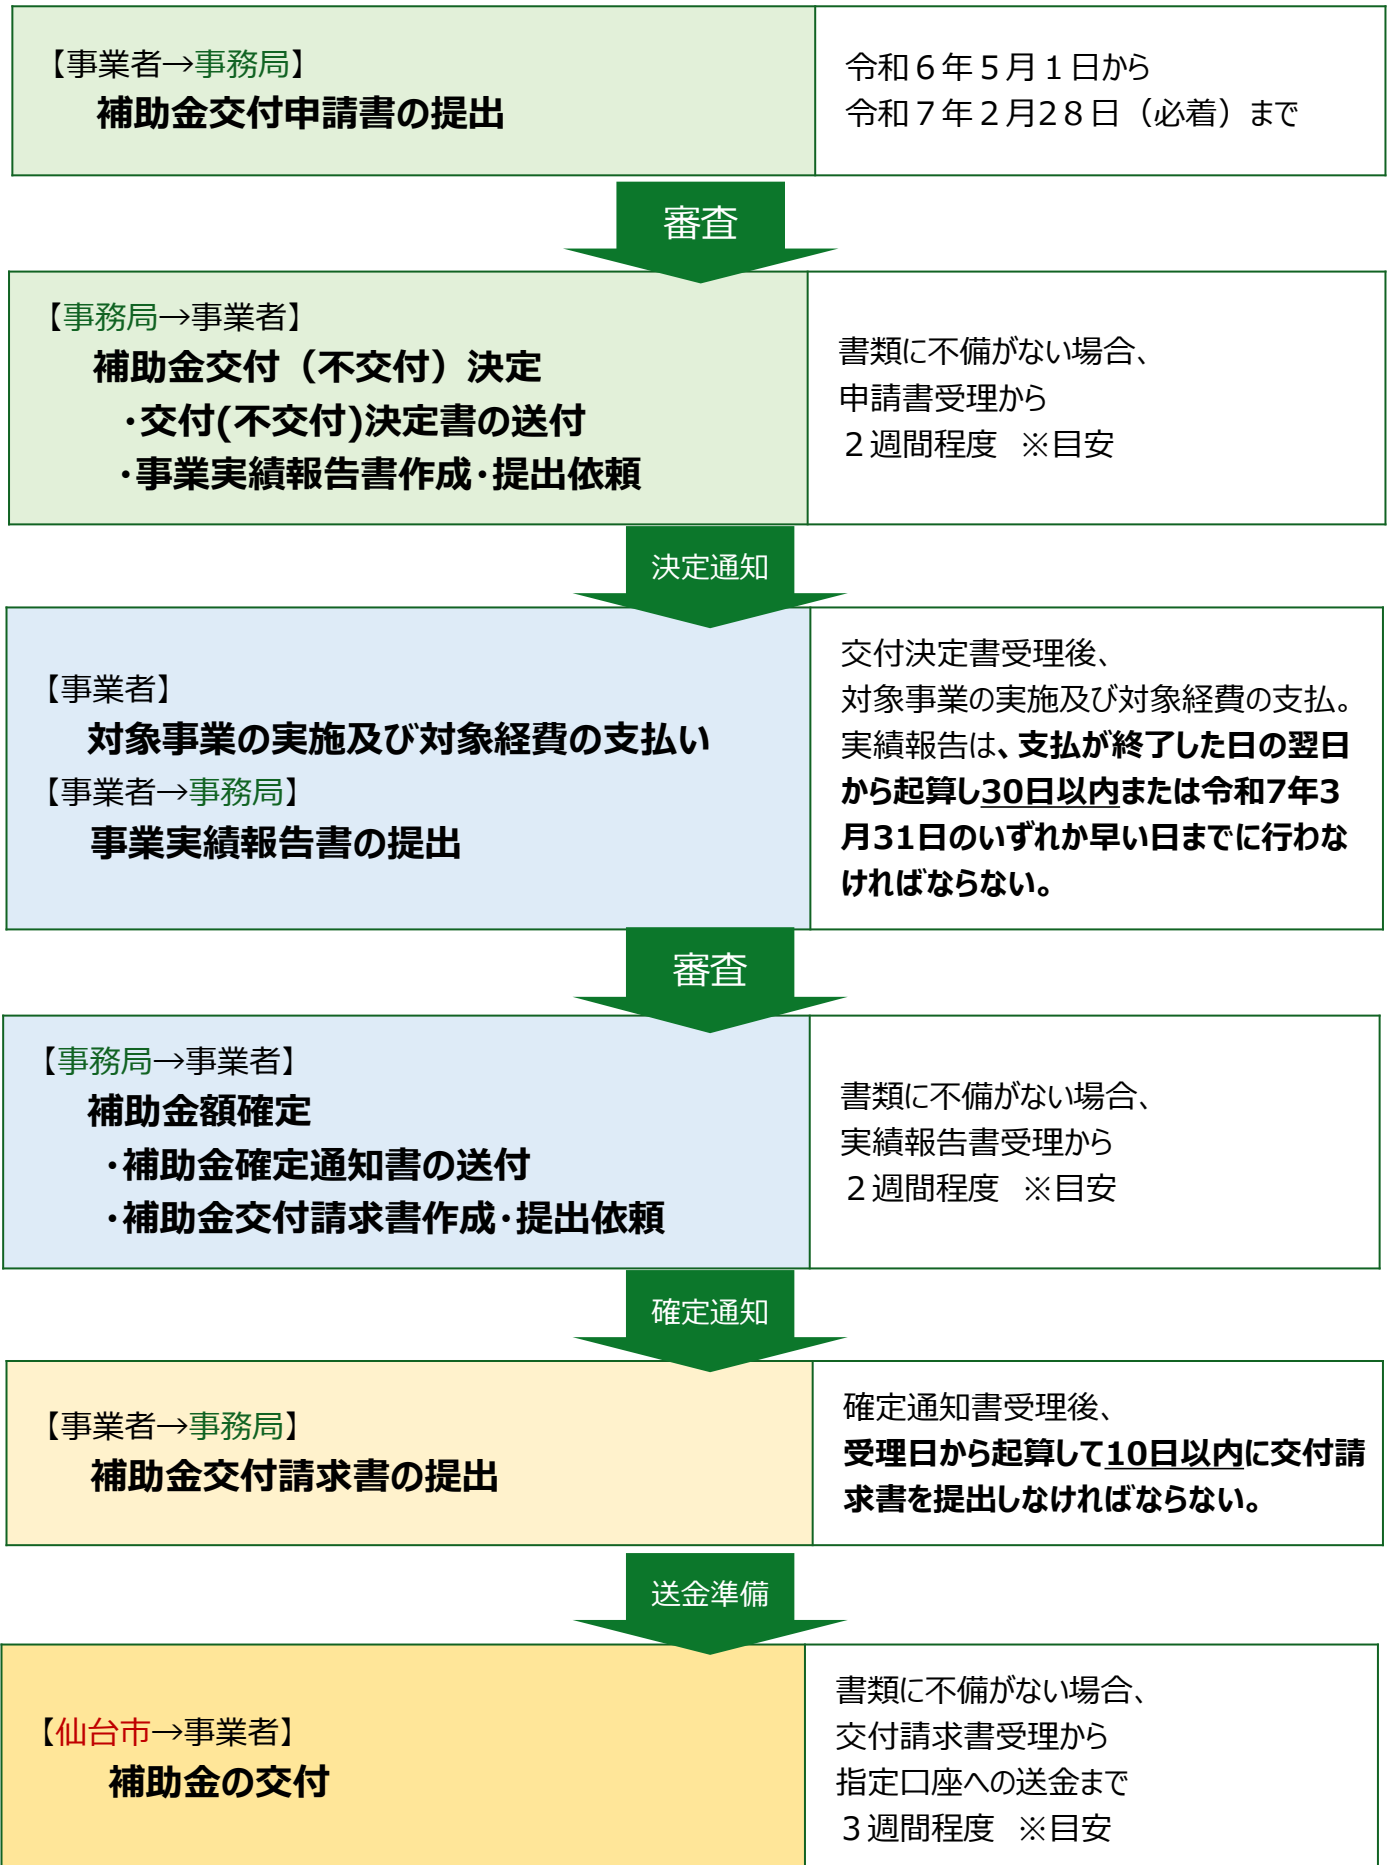 【事業者→事務局】
補助金交付申請書の提出
令和６年５月１日から
令和７年２月２８日（必着）まで
審査
【事務局→事業者】
補助金交付（不交付）決定
・交付(不交付)決定書の送付
・事業実績報告書作成・提出依頼
書類に不備がない場合、
申請書受理から
２週間程度　※目安
決定通知
【事業者】
対象事業の実施及び対象経費の支払い
【事業者→事務局】
事業実績報告書の提出
交付決定書受理後、
対象事業の実施及び対象経費の支払。
実績報告は、支払が終了した日の翌日
から起算し30日以内または令和7年3
月31日のいずれか早い日までに行わな
ければならない。
審査
【事務局→事業者】
補助金額確定
・補助金確定通知書の送付
・補助金交付請求書作成・提出依頼
書類に不備がない場合、
実績報告書受理から
２週間程度　※目安
確定通知
【事業者→事務局】
補助金交付請求書の提出
確定通知書受理後、
受理日から起算して10日以内に交付請
求書を提出しなければならない。
送金準備
【仙台市→事業者】
補助金の交付
書類に不備がない場合、
交付請求書受理から
指定口座への送金まで
３週間程度　※目安